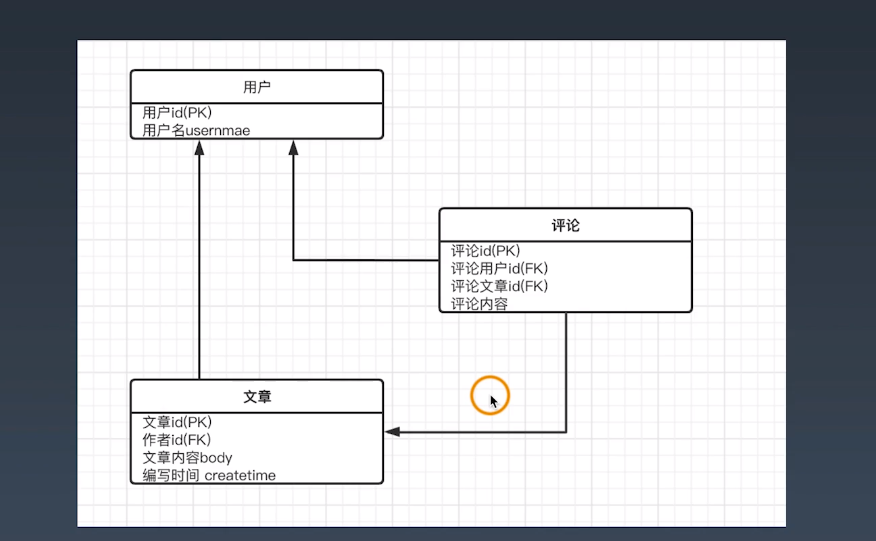 用户
用户id(PK)
用户名usernmae
评论
评论id(PK)
评论用户id(FK)
评论文章id(FK)
评论内容
文章
文章id(PK)
作者id(FK)
文章内容body
编写时间 createtime